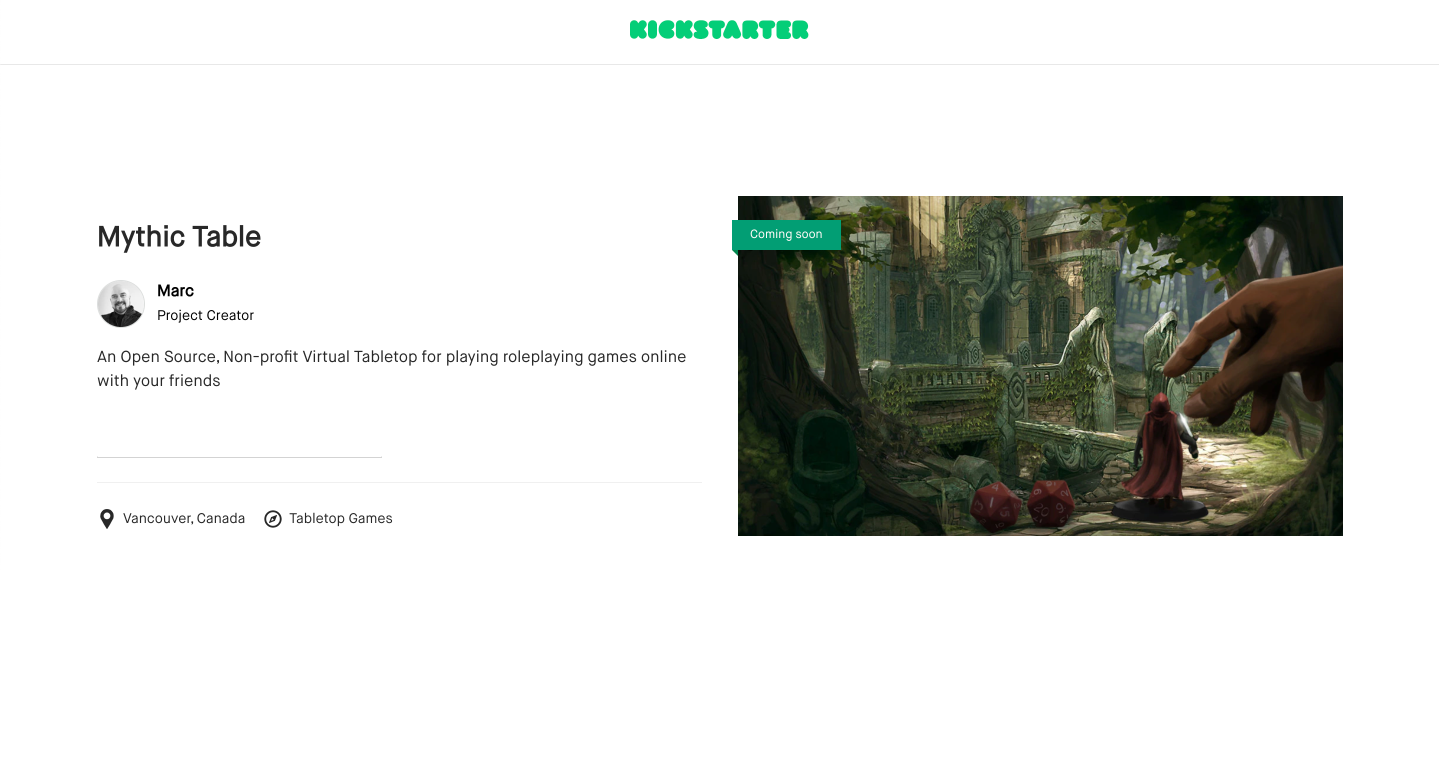 KICKSTARTER
Mythic Table
Marc
Project Creator
An Open Source, Non-profit Virtual Tabletop for playing roleplaying games online
with your friends
Vancouver, Canada
Tabletop Games
Coming soon